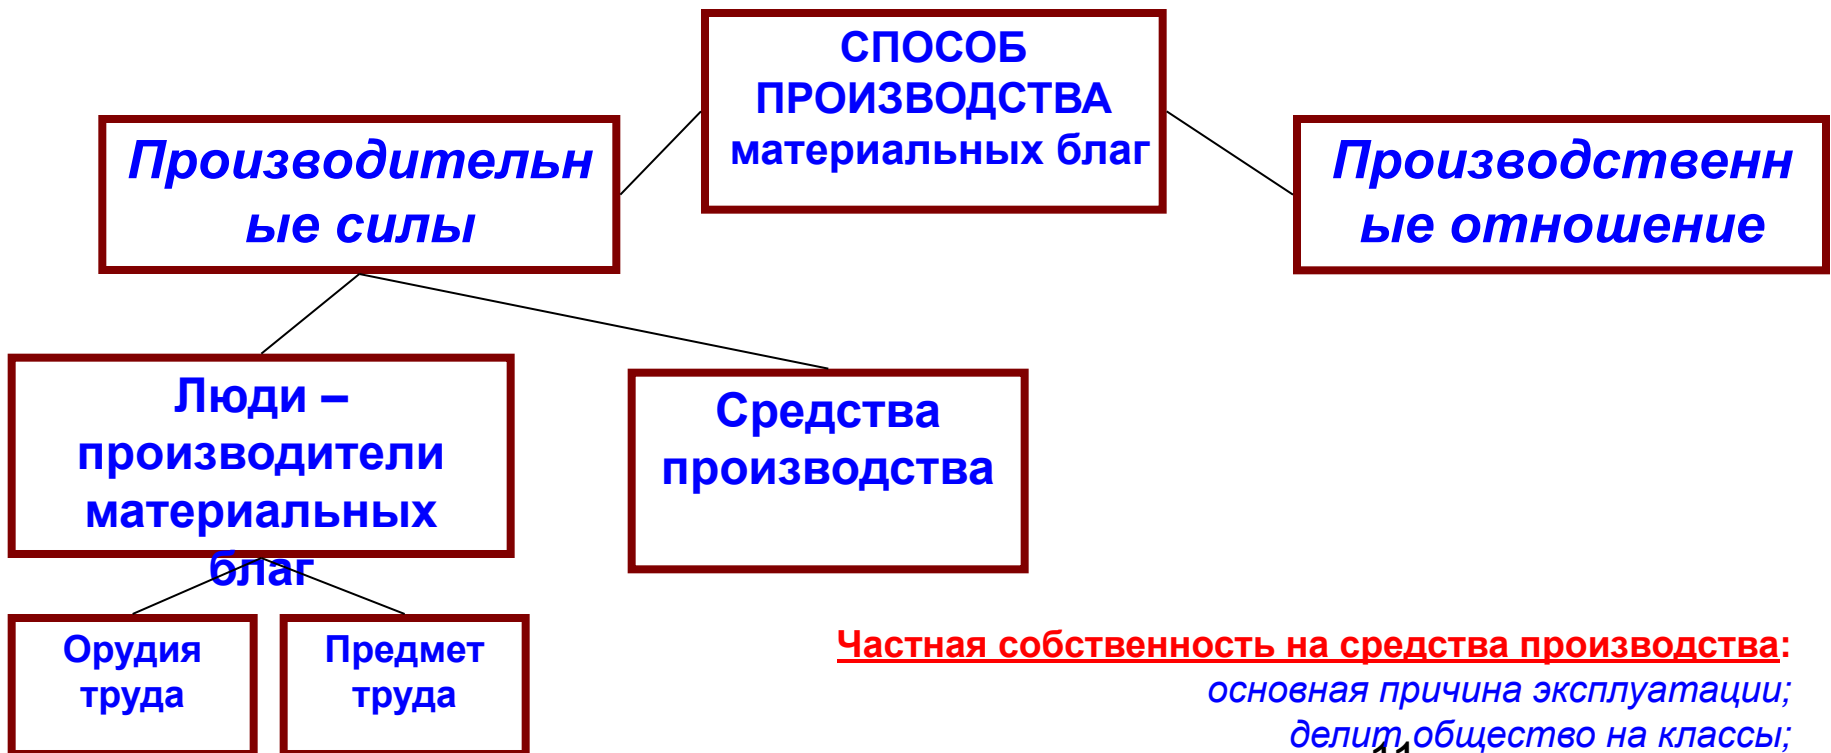 СПОСОБ
ПРОИЗВОДСТВА
материальных благ
Производительн
ые силы
Производственн
ые отношение
Люди –
производители
материальных
благ
Средства
производства
Орудия
труда
Предмет
труда
Частная собственность на средства производства:
основная причина эксплуатации;
делит общество на классы;
11